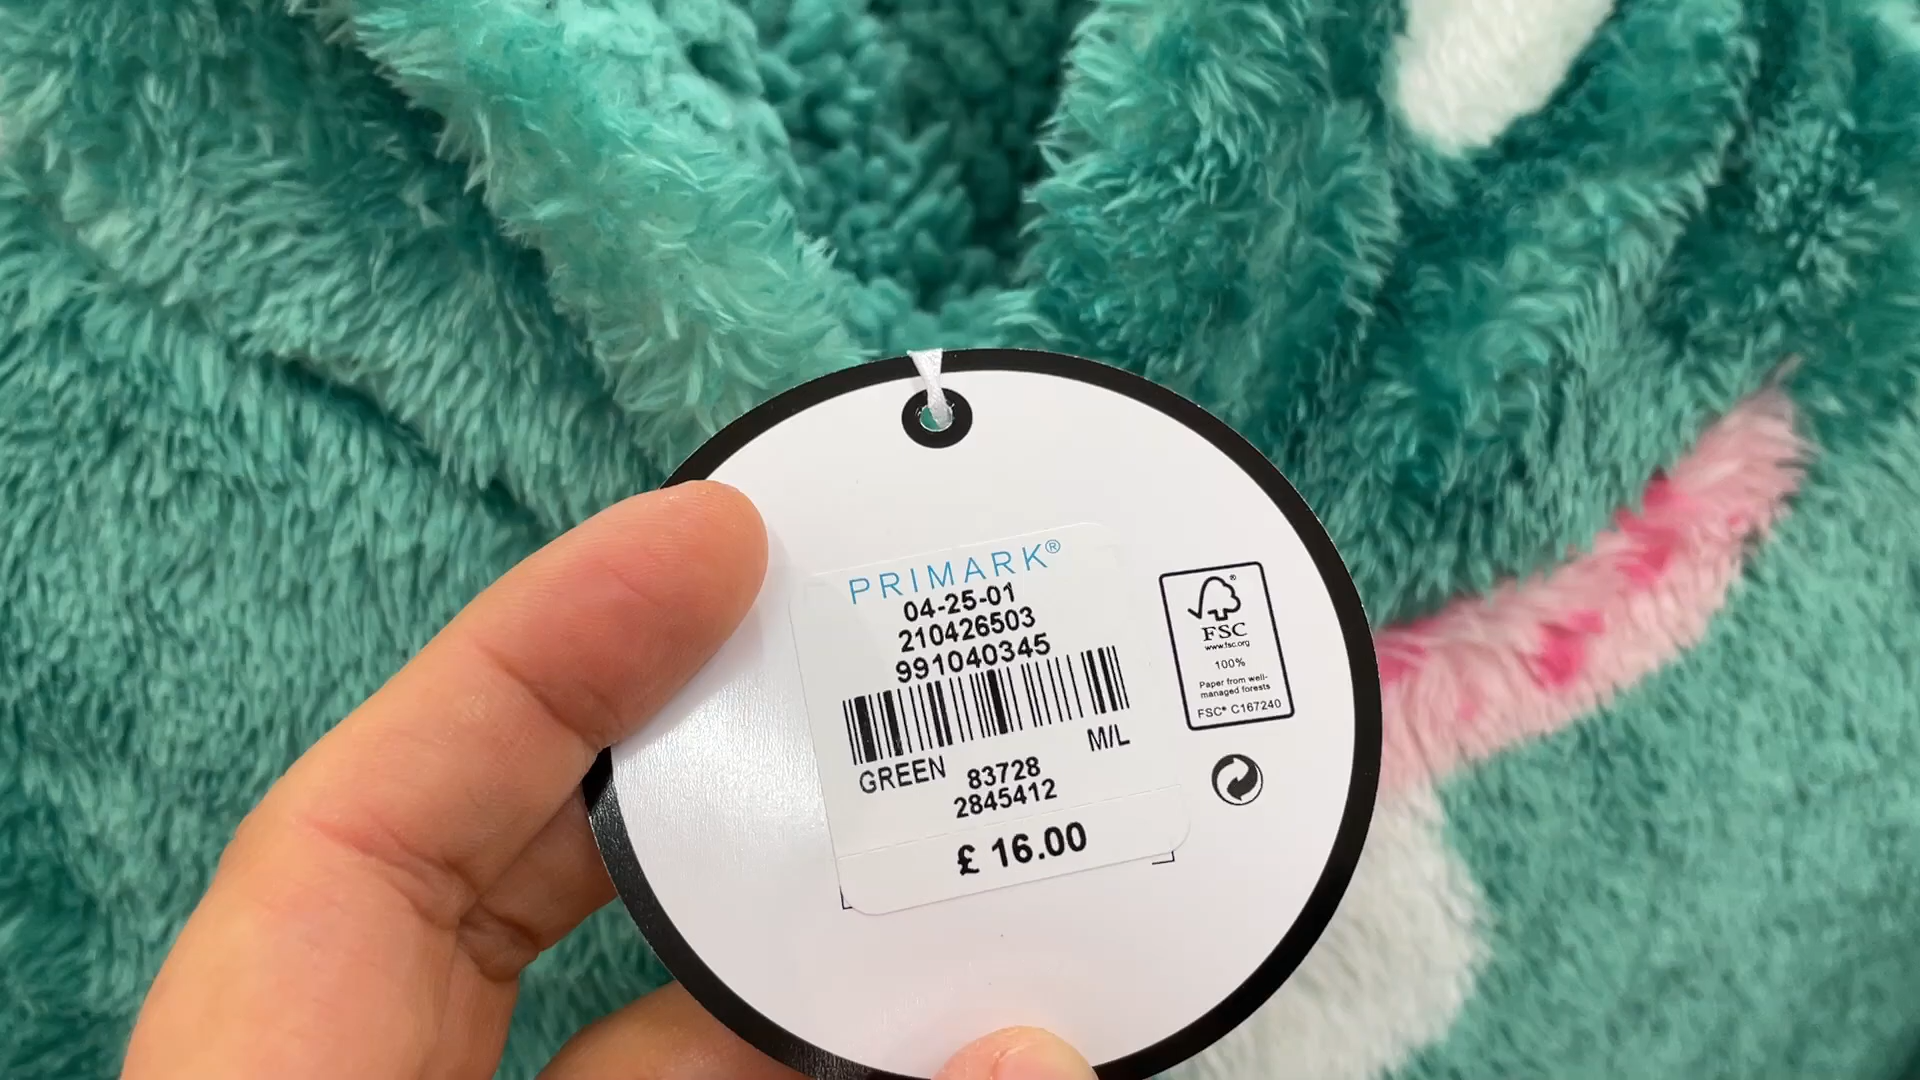 PRIMARK®
04-25-01
210426503
991040345
GREEN
M/L
83728
2845412
£ 16.00
®
FSC
www.fsc.org
100%
Paper from well-
managed forests
FSC® C167240